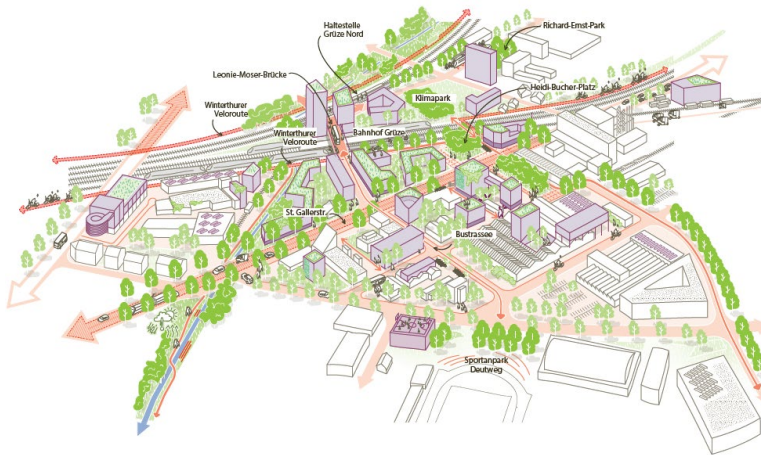 Haltestelle
Grüze Nord
Richard-Ernst-Park
Leonie-Moser-Brücke
Heidi-Bucher-Platz
Klimapark
Winterthurer
Veloroute
Winterthurer
Veloroute
Bahnhof Grüze
St. Gallerstr.
Bustrassee
Sportanpark
Deutweg